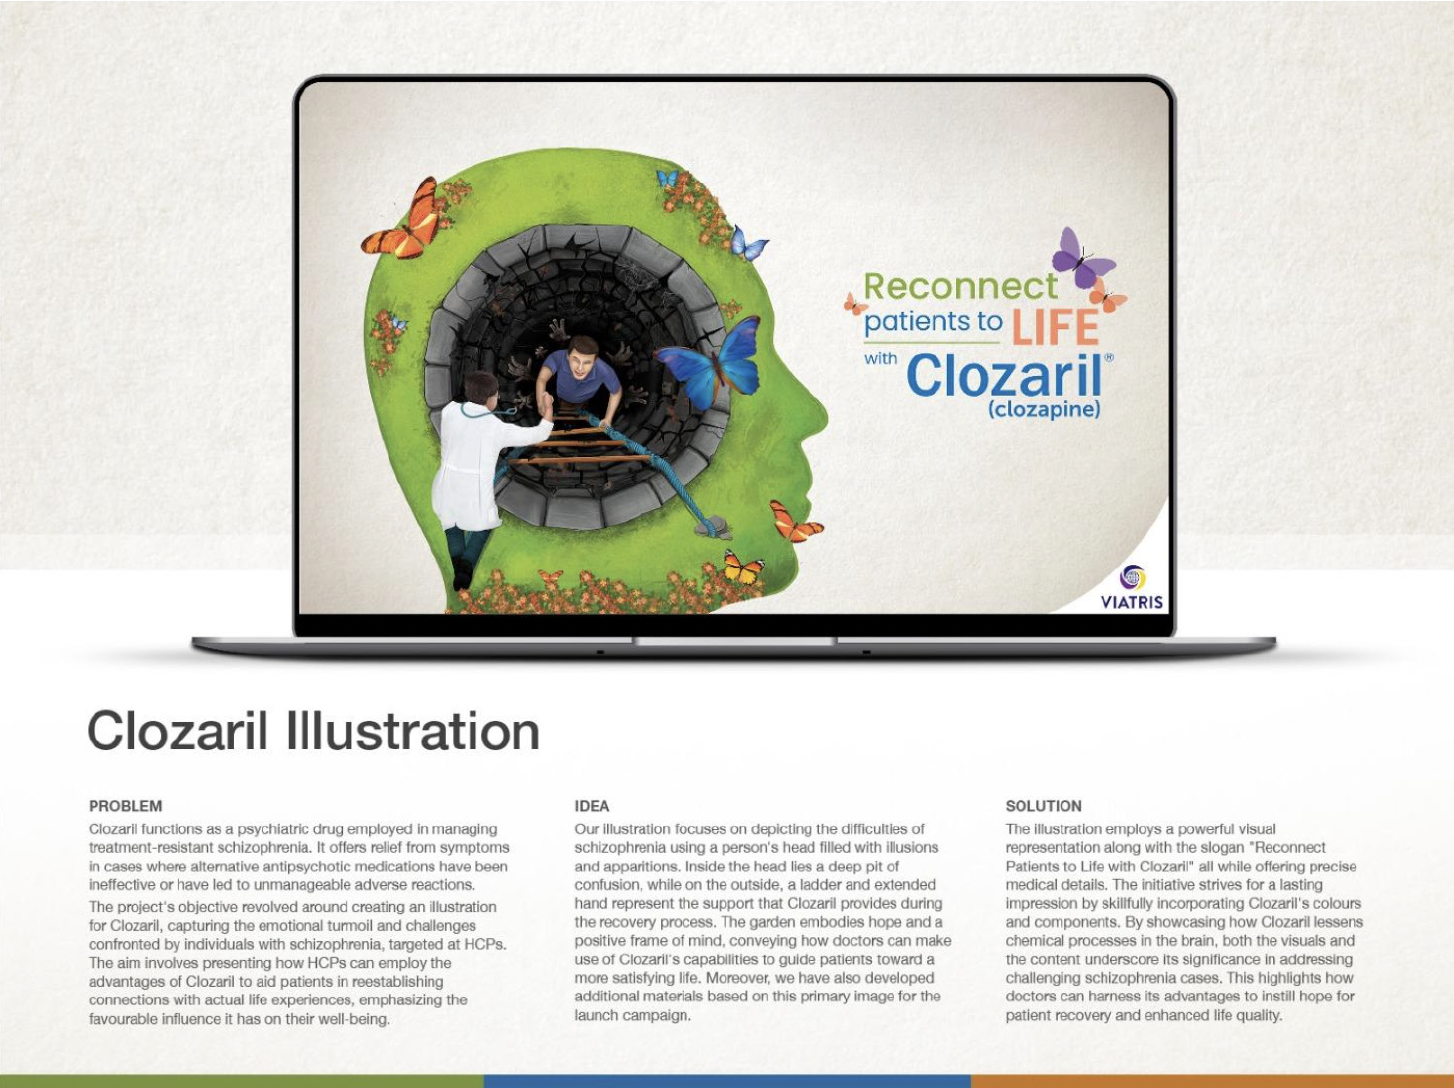 Reconnect
patients to LIFE
with Clozaril®
(clozapine)
VIATRIS
Clozaril Illustration
PROBLEM
Clozaril functions as a psychiatric drug employed in managing
treatment-resistant schizophrenia. It offers relief from symptoms
in cases where alternative antipsychotic medications have been
ineffective or have led to unmanageable adverse reactions.
The project's objective revolved around creating an illustration
for Clozaril, capturing the emotional turmoil and challenges
confronted by individuals with schizophrenia, targeted at HCPs.
The aim involves presenting how HCPs can employ the
advantages of Clozaril to aid patients in reestablishing
connections with actual life experiences, emphasizing the
favourable influence it has on their well-being.
IDEA
Our illustration focuses on depicting the difficulties of
schizophrenia using a person's head filled with illusions
and apparitions. Inside the head lies a deep pit of
confusion, while on the outside, a ladder and extended
hand represent the support that Clozaril provides during
the recovery process. The garden embodies hope and a
positive frame of mind, conveying how doctors can make
use of Clozaril's capabilities to guide patients toward a
more satisfying life. Moreover, we have also developed
additional materials based on this primary image for the
launch campaign.
SOLUTION
The illustration employs a powerful visual
representation along with the slogan "Reconnect
Patients to Life with Clozaril" all while offering precise
medical details. The initiative strives for a lasting
impression by skillfully incorporating Clozaril's colours
and components. By showcasing how Clozaril lessens
chemical processes in the brain, both the visuals and
the content underscore its significance in addressing
challenging schizophrenia cases. This highlights how
doctors can harness its advantages to instill hope for
patient recovery and enhanced life quality.